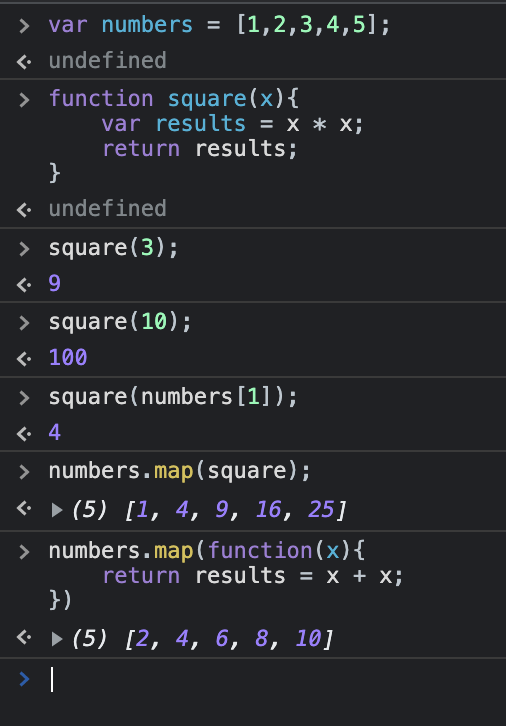 > var numbers = [1,2,3,4,5];
undefined
> function square(x){
    var results = x * x;
    return results;
}
undefined
> square(3);
9
> square(10);
100
> square(numbers[1]);
4
> numbers.map(square);
(5) [1, 4, 9, 16, 25]
> numbers.map(function(x){
    return results = x + x;
})
(5) [2, 4, 6, 8, 10]
>